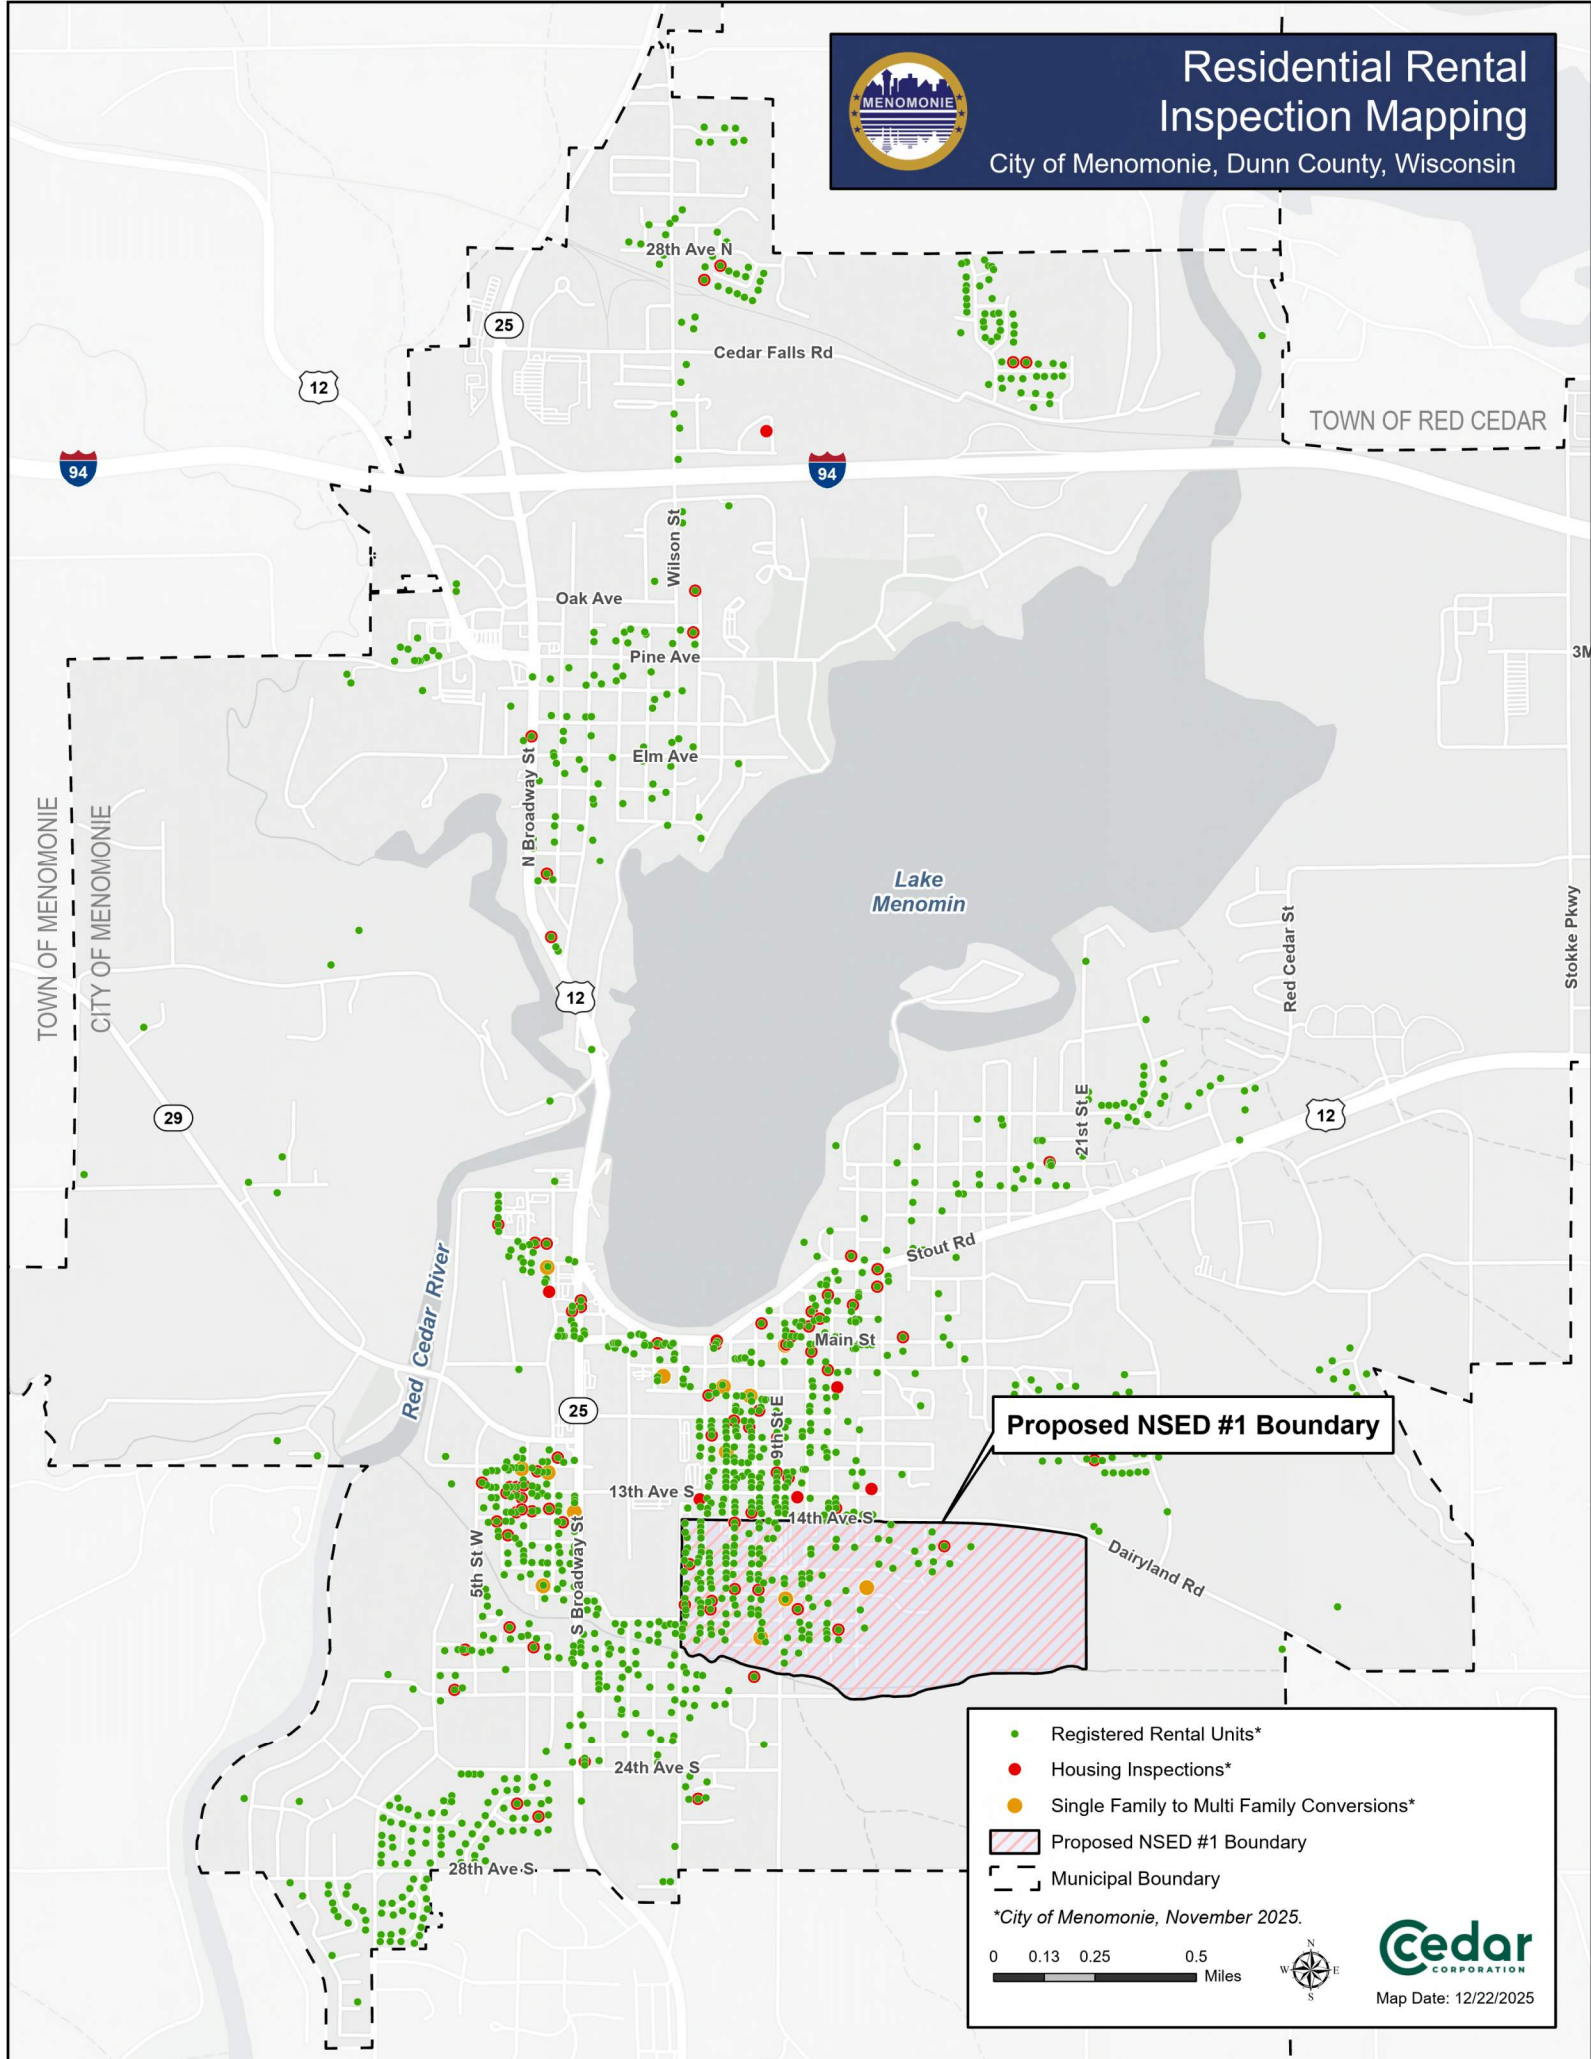 MENOMONIE
Residential Rental
Inspection Mapping
City of Menomonie, Dunn County, Wisconsin
28th Ave N
25
Cedar Falls Rd
12
TOWN OF RED CEDAR
94
94
Wilson St
Oak Ave
Pine Ave
3M
Elm Ave
N Broadway St
TOWN OF MENOMONIE
CITY OF MENOMONIE
Lake
Menomin
Red Cedar St
Stokke Pkwy
12
29
21st St E
12
Stout Rd
Red Cedar River
Main St
25
Proposed NSED #1 Boundary
9th St E
13th Ave S
14th Ave S
5th St W
S Broadway St
Dairyland Rd
24th Ave S
28th Ave S
Registered Rental Units*
Housing Inspections*
Single Family to Multi Family Conversions*
Proposed NSED #1 Boundary
Municipal Boundary
*City of Menomonie, November 2025.
0 0.13 0.25 0.5
Miles
N
W E
S
Cedar
CORPORATION
Map Date: 12/22/2025